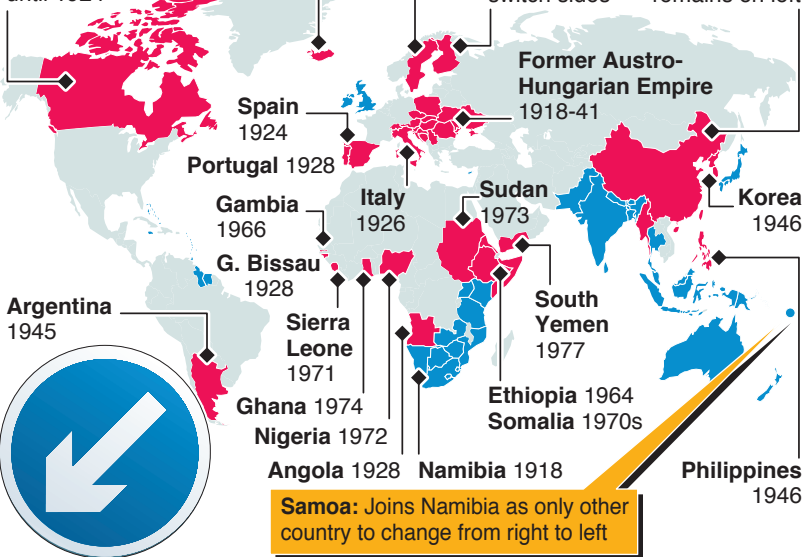 Former Austro-
Hungarian Empire
1918-41
Spain
1924
Portugal 1928
Italy
1926
Sudan
1973
Korea
1946
Gambia
1966
G. Bissau
1928
Argentina
1945
Sierra
Leone
1971
South
Yemen
1977
Ghana 1974
Nigeria 1972
Ethiopia 1964
Somalia 1970s
Angola 1928
Namibia 1918
Philippines
1946
Samoa: Joins Namibia as only other
country to change from right to left